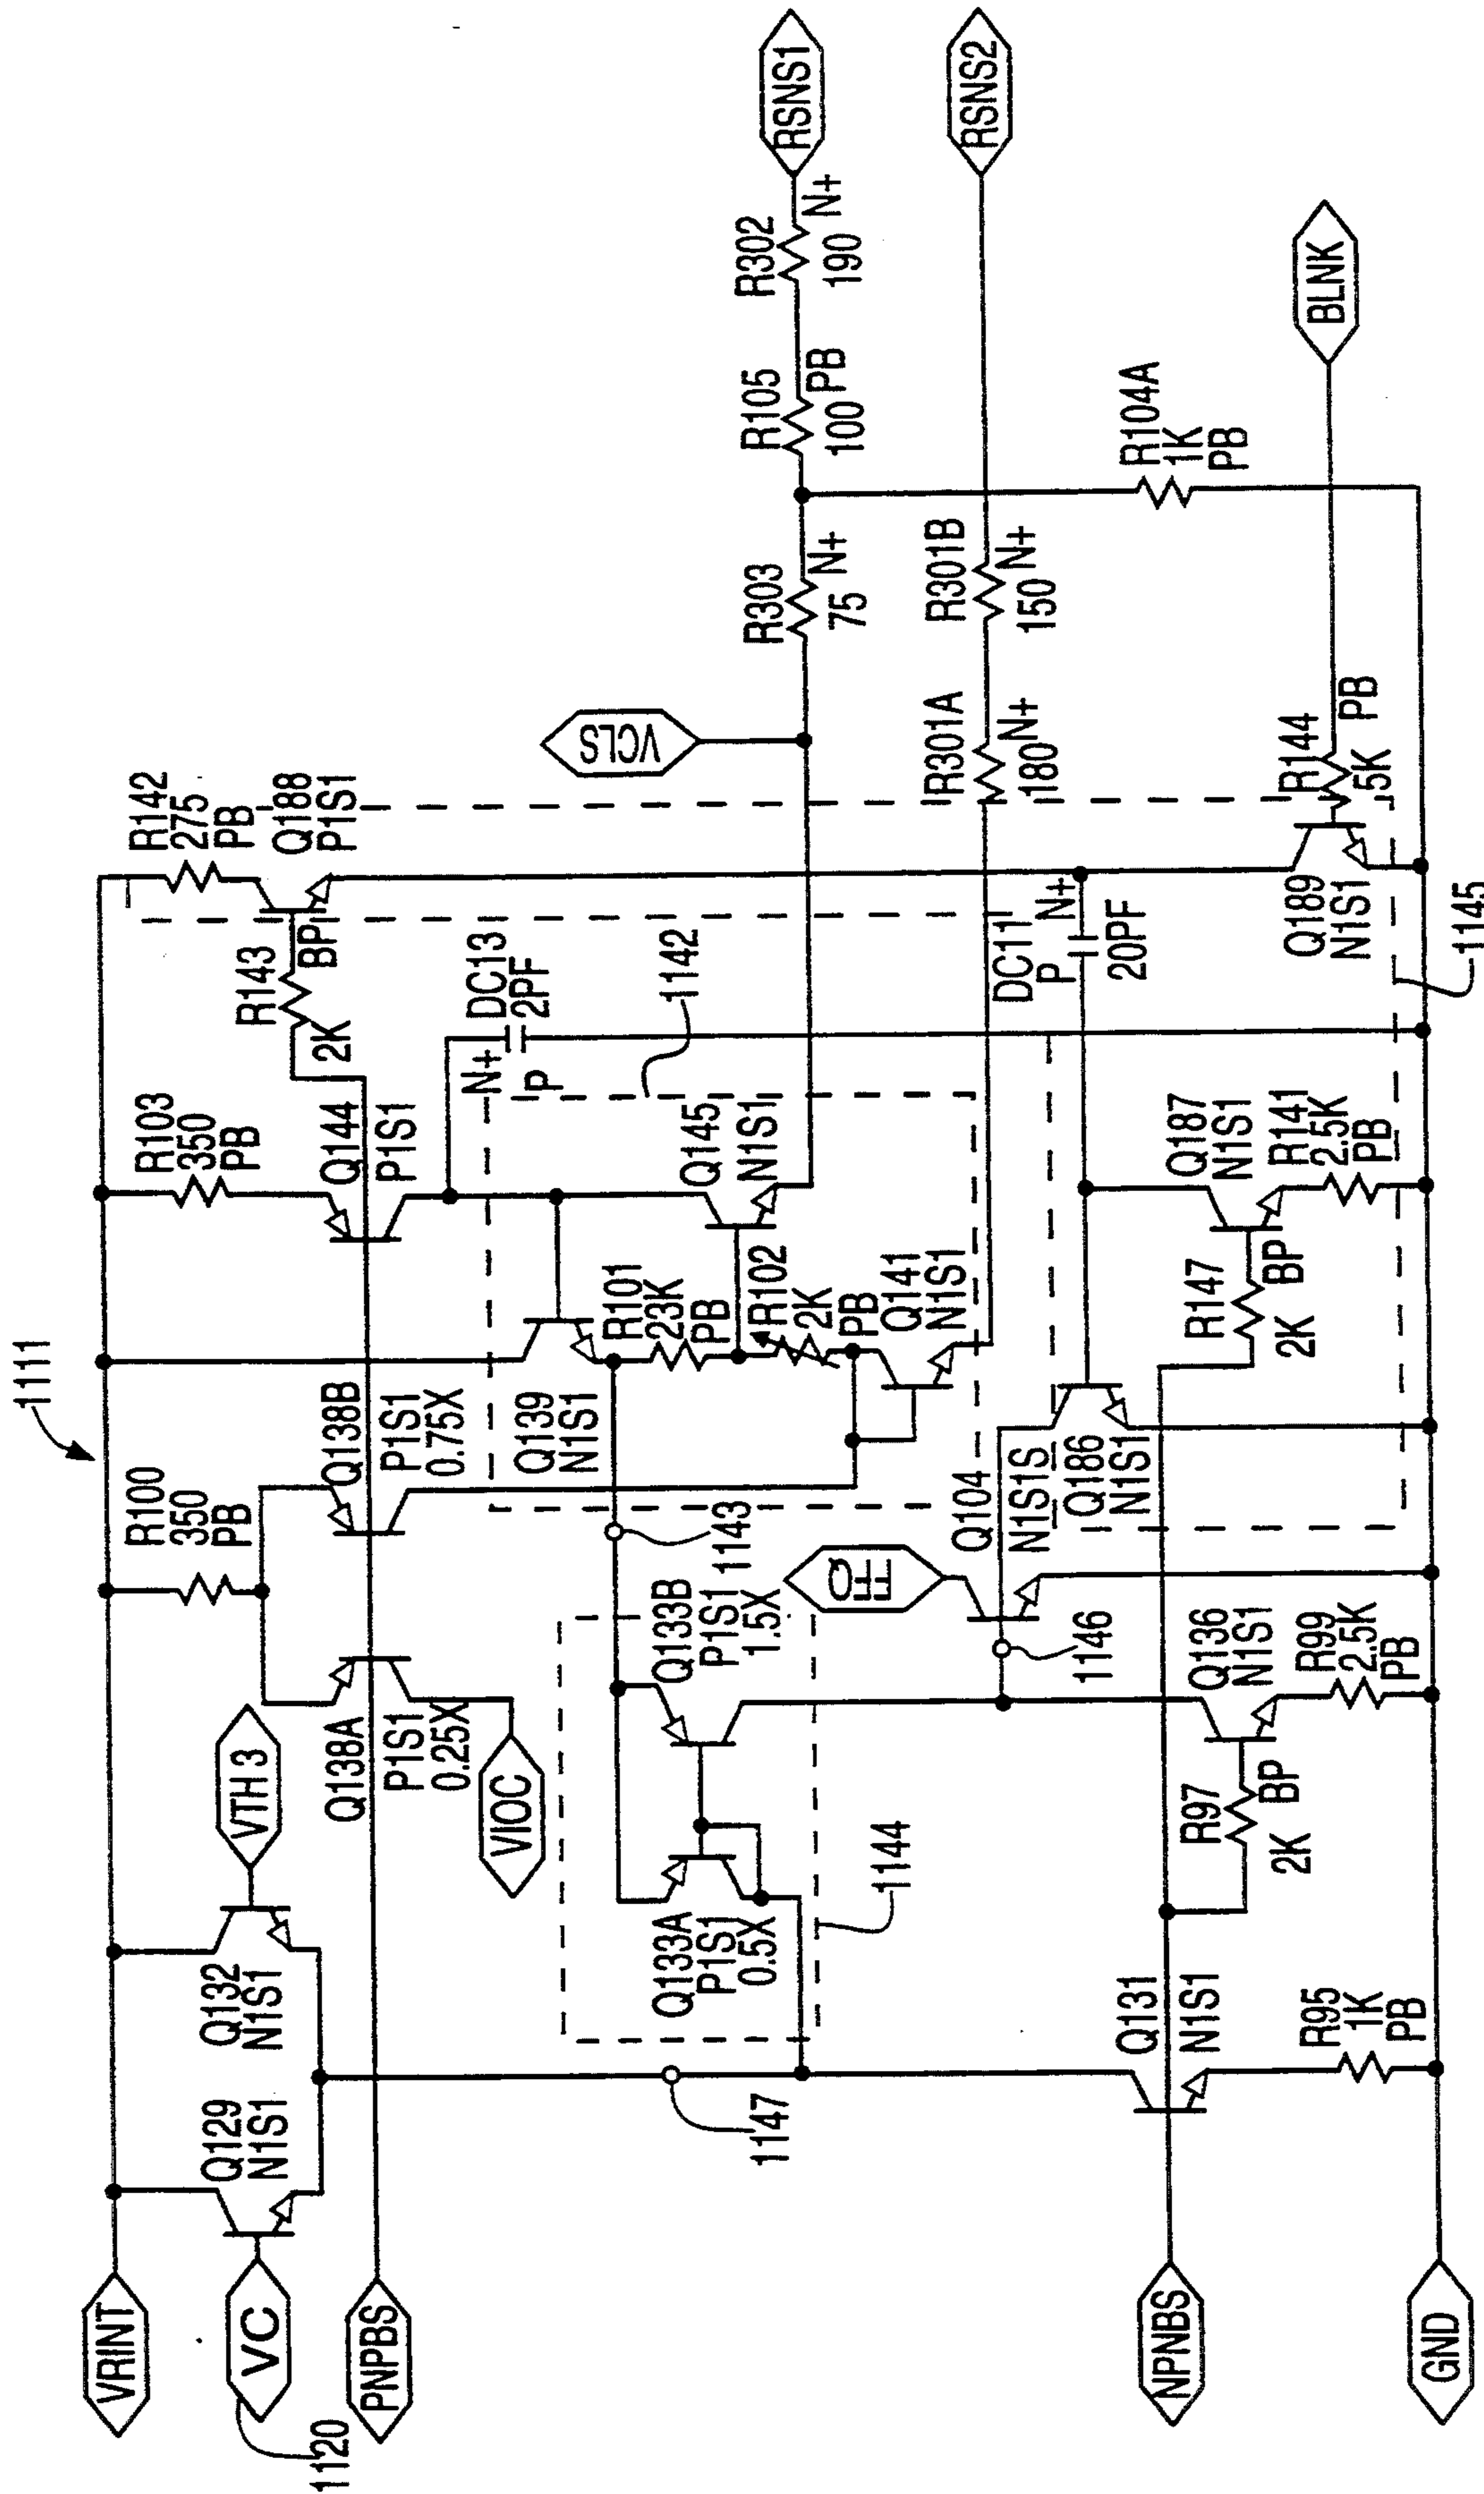 1111
VRINT
VC
1120
PNPBS
NPNBS
GND
Q129
N1S1
Q132
N1S1
VTH 3
R100
350
PB
Q138A
P1S1
0.25X
VIOC
Q138B
P1S1
0.75X
R103
350
PB
Q144
P1S1
R143
2K
BP
R142
275
PB
Q188
P1S1
DC13
2PF
N+
P
1142
Q139
N1S1
R101
23K
PB
Q145
N1S1
R102
2K
PB
Q141
N1S1
VCLS
R303
75
N+
R105
100
PB
R302
190
N+
RSNS1
RSNS2
R301A
180
N+
R301B
150
N+
R104A
1K
PB
BLNK
R144
5K
PB
Q189
N1S1
1145
DC11
P
N+
20PF
Q187
N1S1
R141
2.5K
PB
R147
2K
BP
Q104
N1S1S
Q186
N1S1
1143
FFQ
1146
Q133B
P1S1
1.5X
Q133A
P1S1
0.5X
1144
1147
Q136
N1S1
R99
2.5K
PB
R97
2K
BP
Q131
N1S1
R95
1K
PB